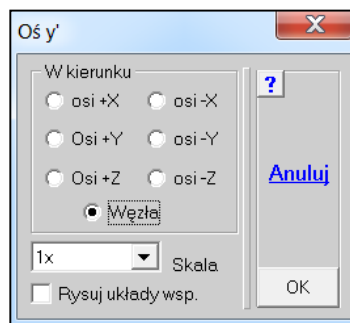 Oś y'
W kierunku
osi +X osi -X
Osi +Y osi -Y
Osi +Z osi -Z
Węzła
1x
Skala
Rysuj układy wsp.
?
Anuluj
OK